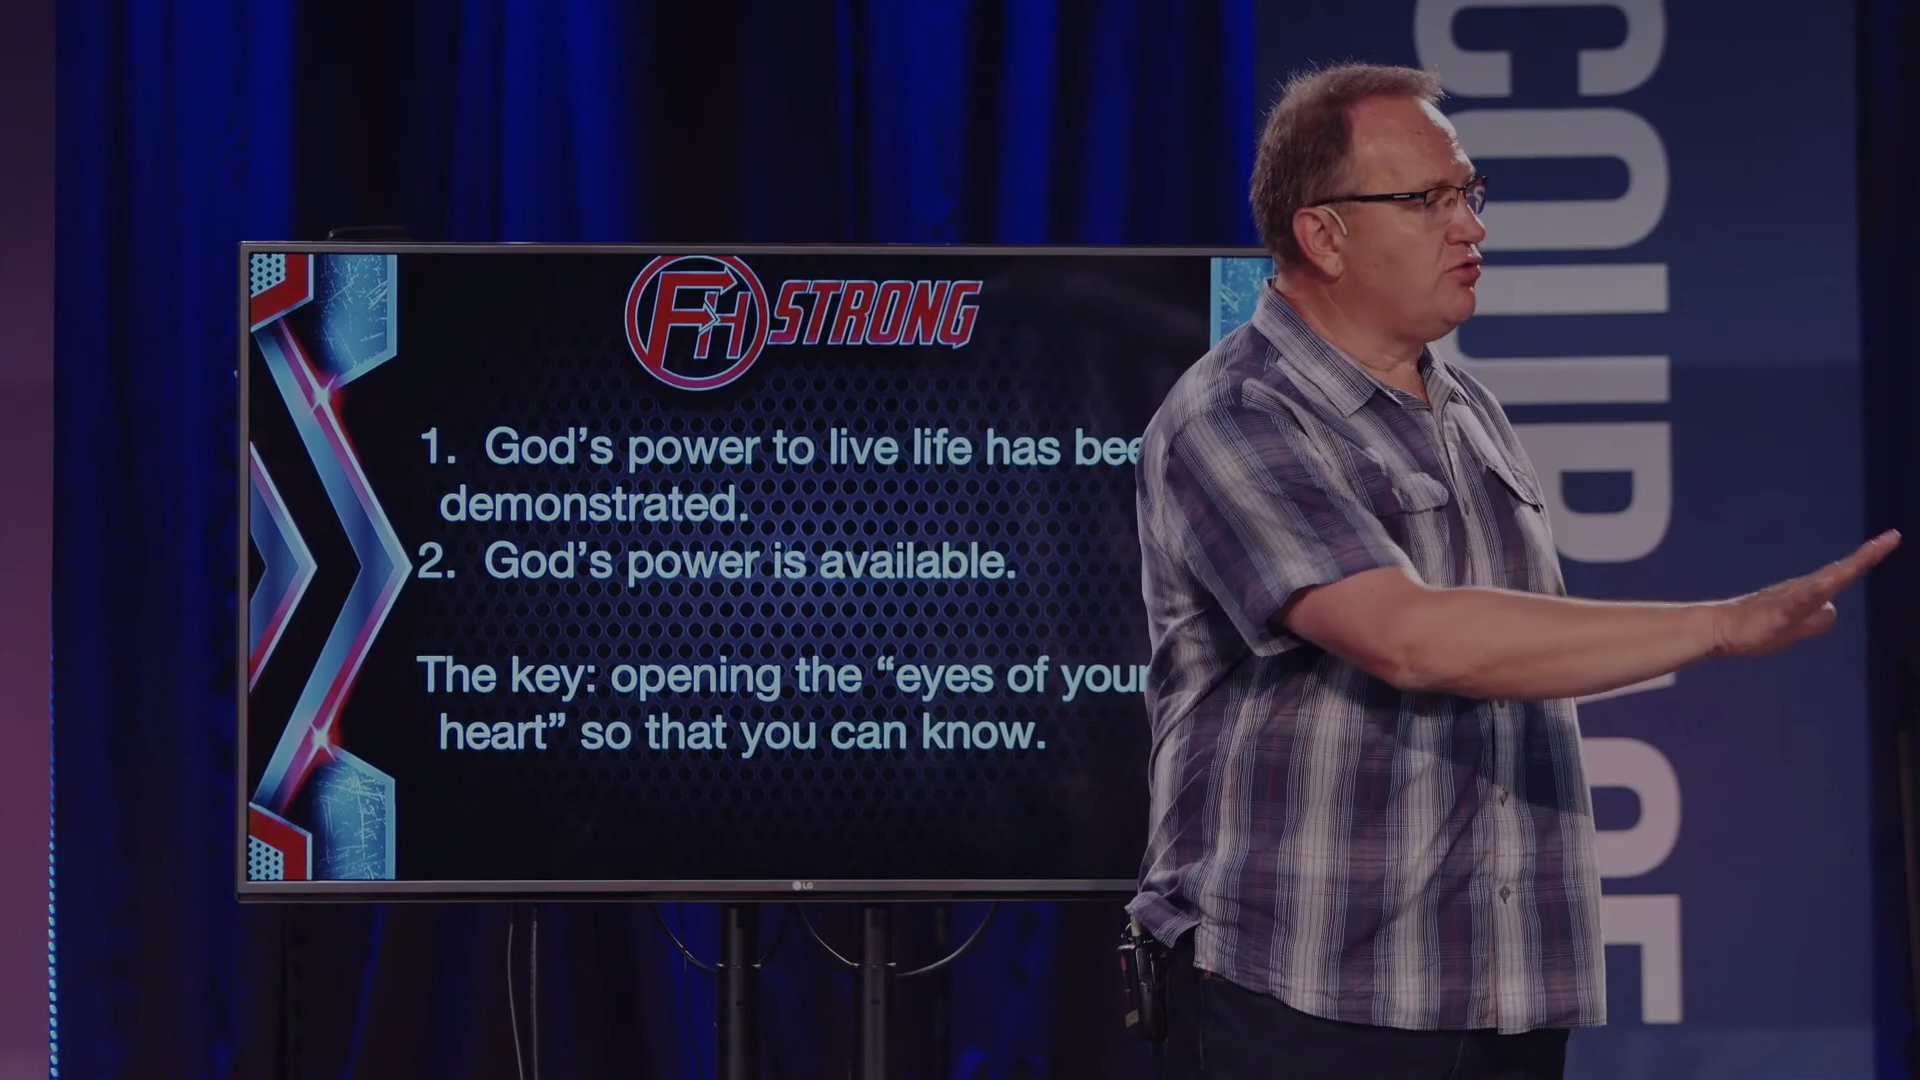 FH STRONG
1. God's power to live life has bee
demonstrated.
2. God's power is available.
The key: opening the “eyes of your
heart” so that you can know.
LG